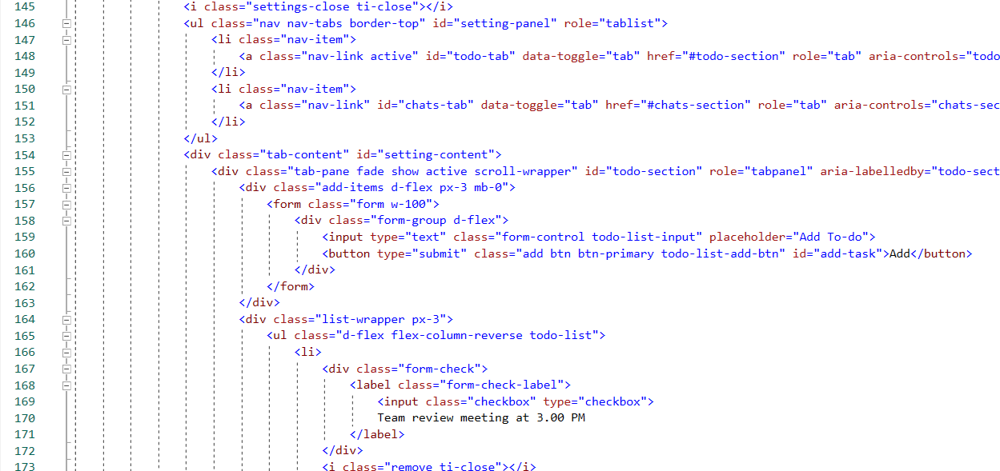 145 <i class="settings-close ti-close"></i>
146 <ul class="nav nav-tabs border-top" id="setting-panel" role="tablist">
147 <li class="nav-item">
148 <a class="nav-link active" id="todo-tab" data-toggle="tab" href="#todo-section" role="tab" aria-controls="todo
149 </li>
150 <li class="nav-item">
151 <a class="nav-link" id="chats-tab" data-toggle="tab" href="#chats-section" role="tab" aria-controls="chats-sec
152 </li>
153 </ul>
154 <div class="tab-content" id="setting-content">
155 <div class="tab-pane fade show active scroll-wrapper" id="todo-section" role="tabpanel" aria-labelledby="todo-sect
156 <div class="add-items d-flex px-3 mb-0">
157 <form class="form w-100">
158 <div class="form-group d-flex">
159 <input type="text" class="form-control todo-list-input" placeholder="Add To-do">
160 <button type="submit" class="add btn btn-primary todo-list-add-btn" id="add-task">Add</button>
161 </div>
162 </form>
163 </div>
164 <div class="list-wrapper px-3">
165 <ul class="d-flex flex-column-reverse todo-list">
166 <li>
167 <div class="form-check">
168 <label class="form-check-label">
169 <input class="checkbox" type="checkbox">
170 Team review meeting at 3.00 PM
171 </label>
172 </div>
173 <i class="remove ti-close"></i>